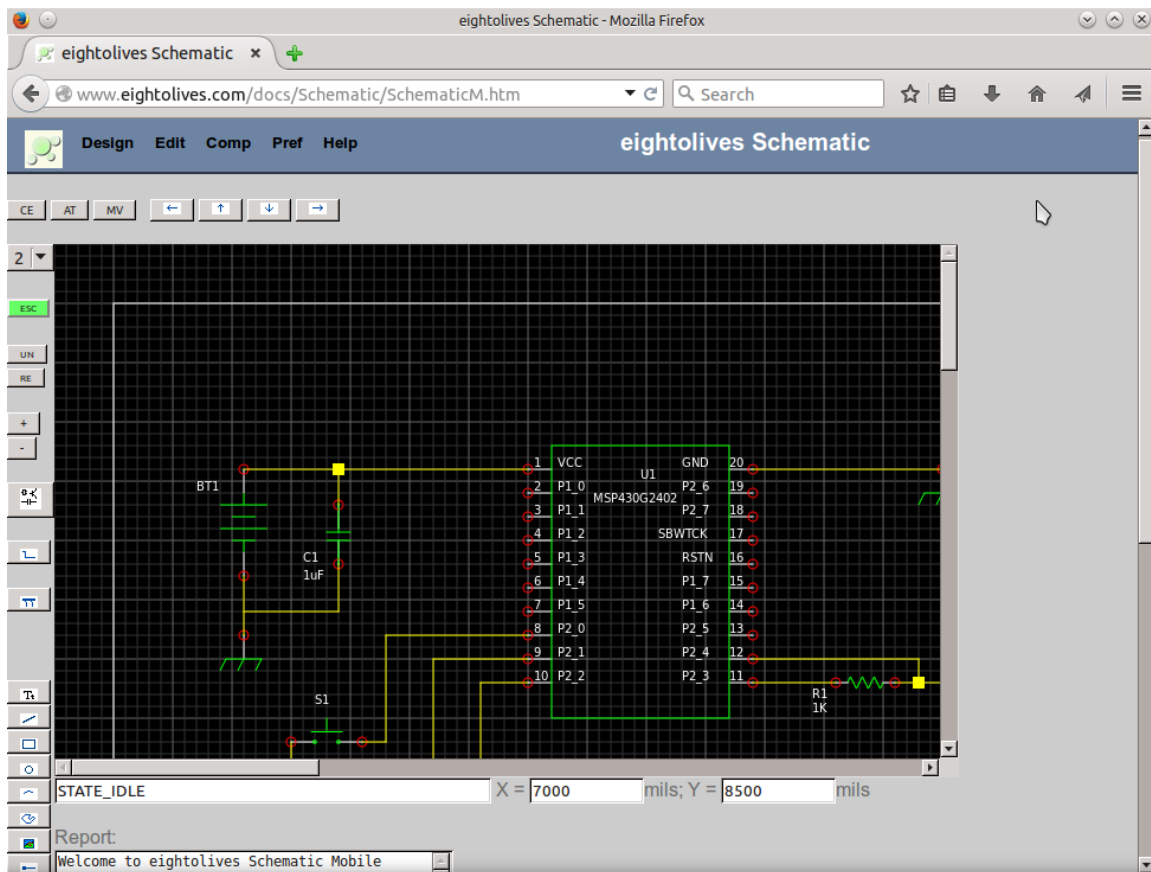 eightolives Schematic - Mozilla Firefox
eightolives Schematic
www.eightolives.com/docs/Schematic/SchematicM.htm
Search
Design Edit Comp Pref Help
eightolives Schematic
CE AT MV
2
ESC
UN
RE
+
-
BT1
C1
1uF
S1
U1
MSP430G2402
1 VCC GND 20
2 P1_0 P2_6 19
3 P1_1 P2_7 18
4 P1_2 SBWTCK 17
5 P1_3 RSTN 16
6 P1_4 P1_7 15
7 P1_5 P1_6 14
8 P2_0 P2_5 13
9 P2_1 P2_4 12
10 P2_2 P2_3 11
R1
1K
Tt
STATE_IDLE X = 7000 mils; Y = 8500 mils
Report:
Welcome to eightolives Schematic Mobile